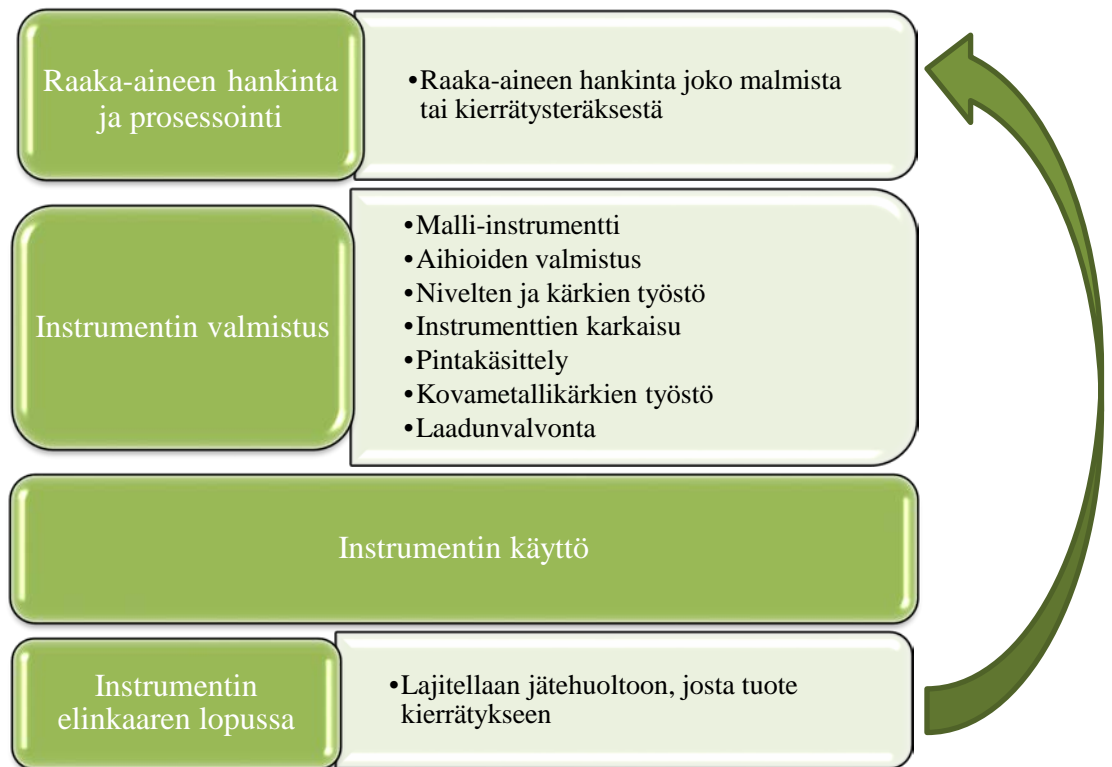 Raaka-aineen hankinta
ja prosessointi
•Raaka-aineen hankinta joko malmista
tai kierrätysteräksestä
Instrumentin valmistus
•Malli-instrumentti
•Aihioiden valmistus
•Nivelten ja kärkien työstö
•Instrumenttien karkaisu
•Pintakäsittely
•Kovametallikärkien työstö
•Laadunvalvonta
Instrumentin käyttö
Instrumentin
elinkaaren lopussa
•Lajitellaan jätehuoltoon, josta tuote
kierrätykseen